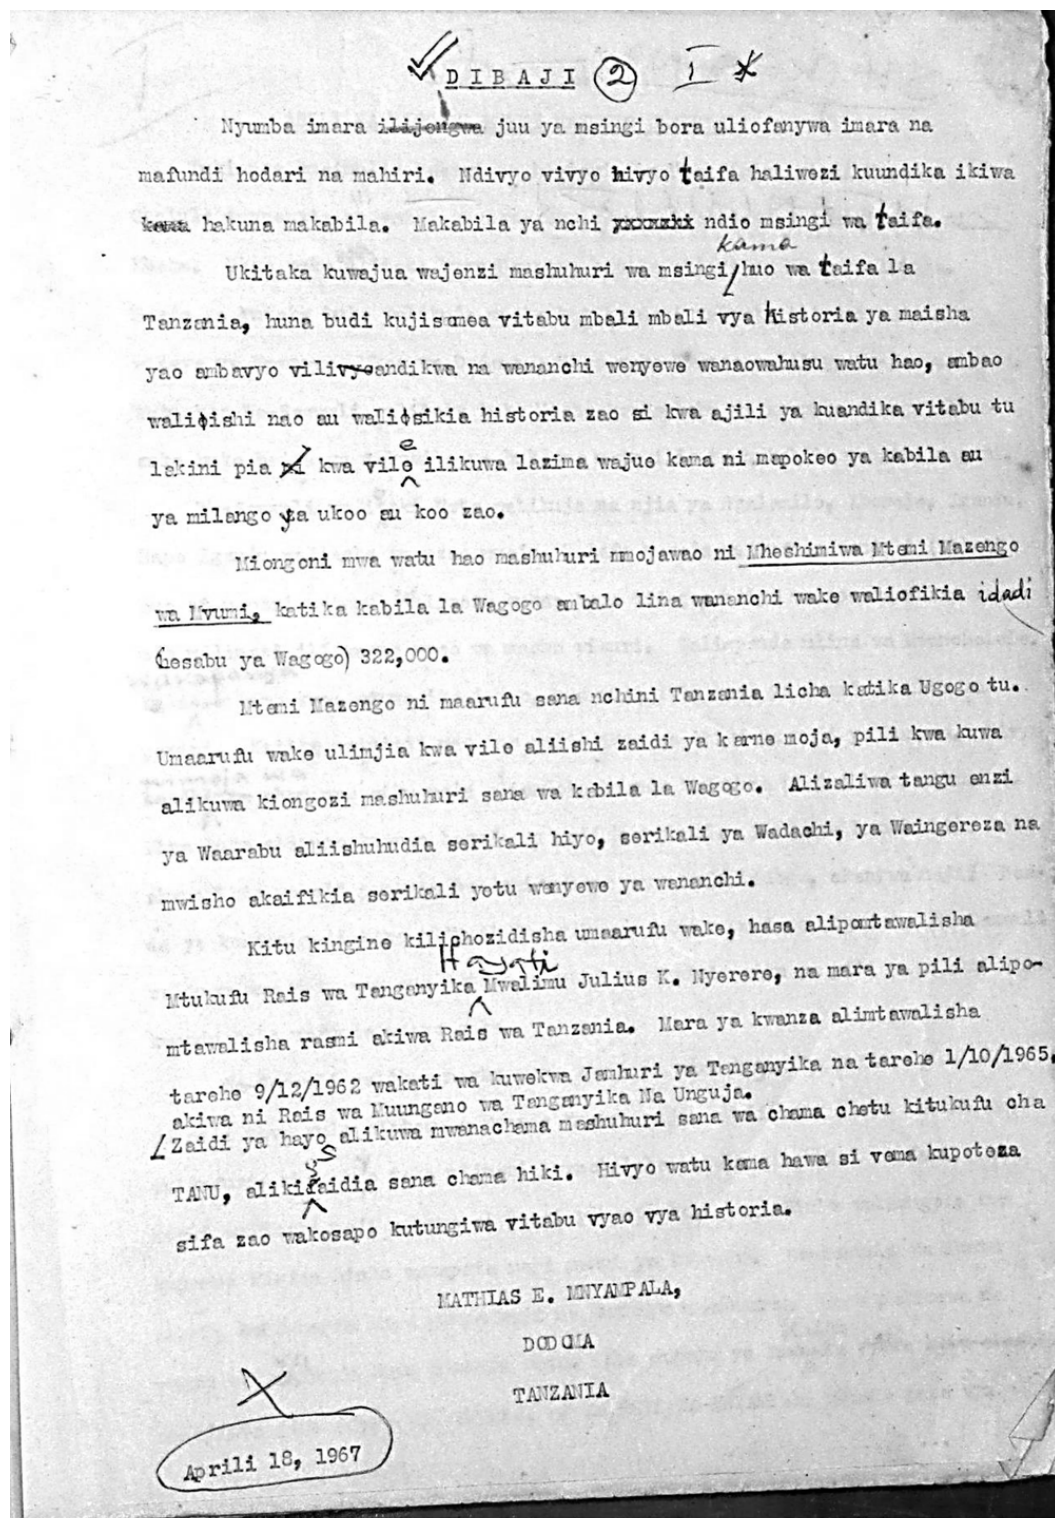 DIBAJI 2 I
Nyumba imara ilijengwa juu ya msingi bora uliofanywa imara na
mafundi hodari na mahiri. Ndivyo vivyo hivyo taifa haliwezi kuundika ikiwa
kama hakuna makabila. Makabila ya nchi ndio msingi wa taifa.
kama
Ukitaka kuwajua wajenzi mashuhuri wa msingi huo wa taifa la
Tanzania, huna budi kujisomea vitabu mbali mbali vya historia ya maisha
yao ambavyo vilivyoandikwa na wananchi wenyewe wanaowahusu watu hao, ambao
waliishi nao au walisikia historia zao si kwa ajili ya kuandika vitabu tu
lakini pia ni kwa vile ilikuwa lazima wajue kama ni mapokeo ya kabila au
ya milango ya ukoo au koo zao.
Miongoni mwa watu hao mashuhuri mmojawao ni Mheshimiwa Mtemi Mazengo
wa Mvumi, katika kabila la Wagogo ambalo lina wananchi wake waliofikia idadi
(hesabu ya Wagogo) 322,000.
Mtemi Mazengo ni maarufu sana nchini Tanzania licha katika Ugogo tu.
Umaarufu wake ulimjia kwa vile aliishi zaidi ya karne moja, pili kwa kuwa
alikuwa kiongozi mashuhuri sana wa kabila la Wagogo. Alizaliwa tangu enzi
ya Waarabu aliishuhudia serikali hiyo, serikali ya Wadachi, ya Waingereza na
mwisho akaifikia serikali yetu wenyewe ya wananchi.
Kitu kingine kilichozidisha umaarufu wake, hasa alipomtawalisha
Hayati
Mtukufu Rais wa Tanganyika Mwalimu Julius K. Nyerere, na mara ya pili alipo-
mtawalisha rasmi akiwa Rais wa Tanzania. Mara ya kwanza alimtawalisha
tarehe 9/12/1962 wakati wa kuwekwa Jamhuri ya Tanganyika na tarehe 1/10/1965,
akiwa ni Rais wa Muungano wa Tanganyika Na Unguja.
Zaidi ya hayo alikuwa mwanachama mashuhuri sana wa chama chetu kitukufu cha
TANU, alikisaidia sana chama hiki. Hivyo watu kama hawa si vema kupoteza
sifa zao wakosapo kutungiwa vitabu vyao vya historia.
MATHIAS E. MNYAMPALA,
DODOMA
TANZANIA
Aprili 18, 1967